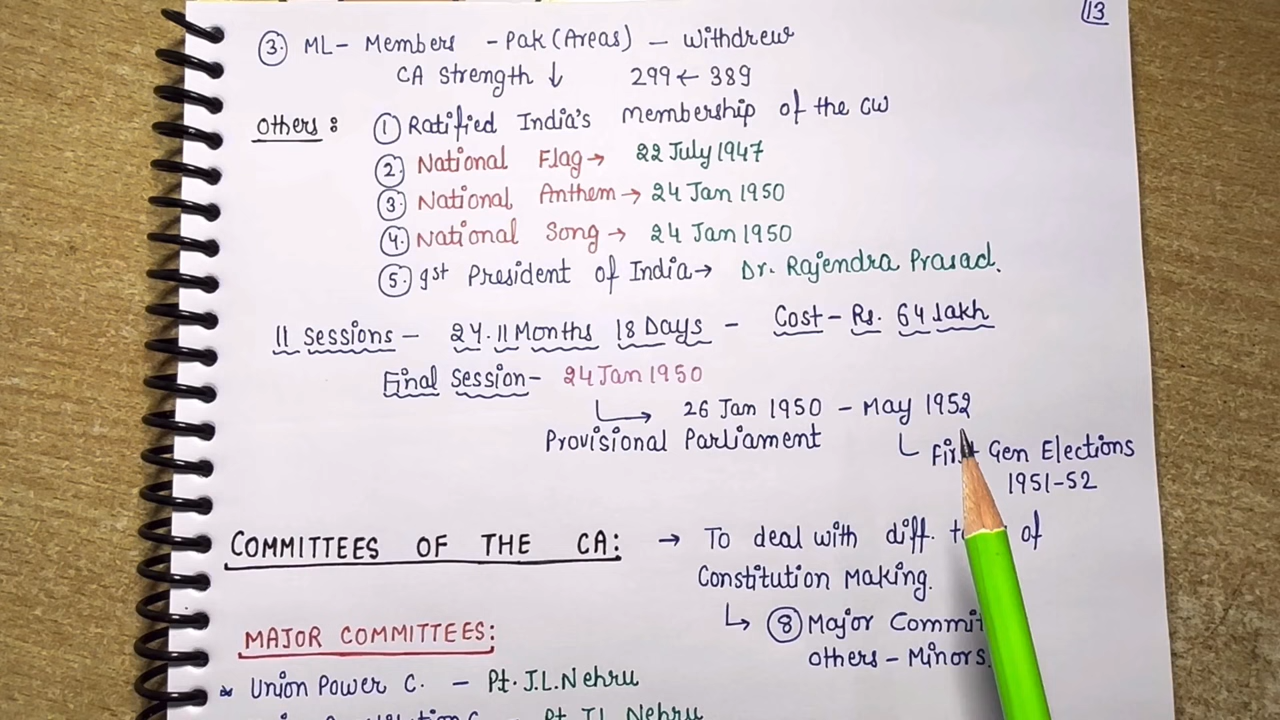 13
③ ML- Members - Pak (Areas) - Withdrew
CA Strength ↓ 299 ← 389
Others: ① Ratified India's membership of the CW
② National Flag → 22 July 1947
③ National Anthem → 24 Jan 1950
④ National Song → 24 Jan 1950
⑤ 1st President of India → Dr. Rajendra Prasad.
11 Sessions - 2Y. 11 Months 18 Days - Cost - Rs. 64 lakh
Final Session - 24 Jan 1950
26 Jan 1950 - May 1952
Provisional Parliament
First Gen Elections
1951-52
COMMITTEES OF THE CA: → To deal with diff. of
Constitution Making.
⑧ Major
others - Minors.
MAJOR COMMITTEES:
Union Power C. - Pt. J.L. Nehru
Pt. J.L. Nehru